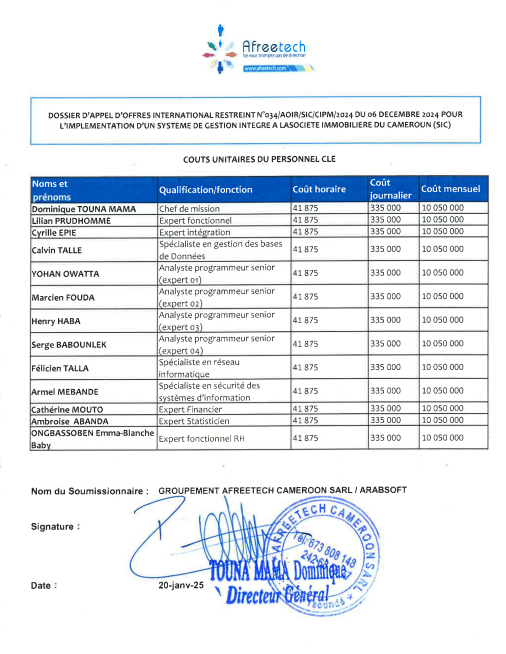 Afreetech
Ne vous trompez pas de direction
www.afreetech.com
DOSSIER D'APPEL D'OFFRES INTERNATIONAL RESTREINT N°034/AOIR/SIC/CIPM/2024 DU 06 DECEMBRE 2024 POUR
L'IMPLEMENTATION D'UN SYSTEME DE GESTION INTEGRE A LASOCIETE IMMOBILIERE DU CAMEROUN (SIC)
COUTS UNITAIRES DU PERSONNEL CLE
Noms et prénoms Qualification/fonction Coût horaire Coût journalier Coût mensuel
Dominique TOUNA MAMA Chef de mission 41 875 335 000 10 050 000
Lilian PRUDHOMME Expert fonctionnel 41 875 335 000 10 050 000
Cyrille EPIE Expert intégration 41 875 335 000 10 050 000
Calvin TALLE Spécialiste en gestion des bases de Données 41 875 335 000 10 050 000
YOHAN OWATTA Analyste programmeur senior (expert 01) 41 875 335 000 10 050 000
Marcien FOUDA Analyste programmeur senior (expert 02) 41 875 335 000 10 050 000
Henry HABA Analyste programmeur senior (expert 03) 41 875 335 000 10 050 000
Serge BABOUNLEK Analyste programmeur senior (expert 04) 41 875 335 000 10 050 000
Félicien TALLA Spécialiste en réseau informatique 41 875 335 000 10 050 000
Armel MEBANDE Spécialiste en sécurité des systèmes d'information 41 875 335 000 10 050 000
Cathérine MOUTO Expert Financier 41 875 335 000 10 050 000
Ambroise ABANDA Expert Statisticien 41 875 335 000 10 050 000
ONGBASSOBEN Emma-Blanche Baby Expert fonctionnel RH 41 875 335 000 10 050 000
Nom du Soumissionnaire : GROUPEMENT AFREETECH CAMEROON SARL / ARABSOFT
Signature :
AFREETECH CAMEROON SARL
Tel: 673 808 148
TOUNA MAMA Dominique
Directeur Général
Yaoundé
Date : 20-janv-25